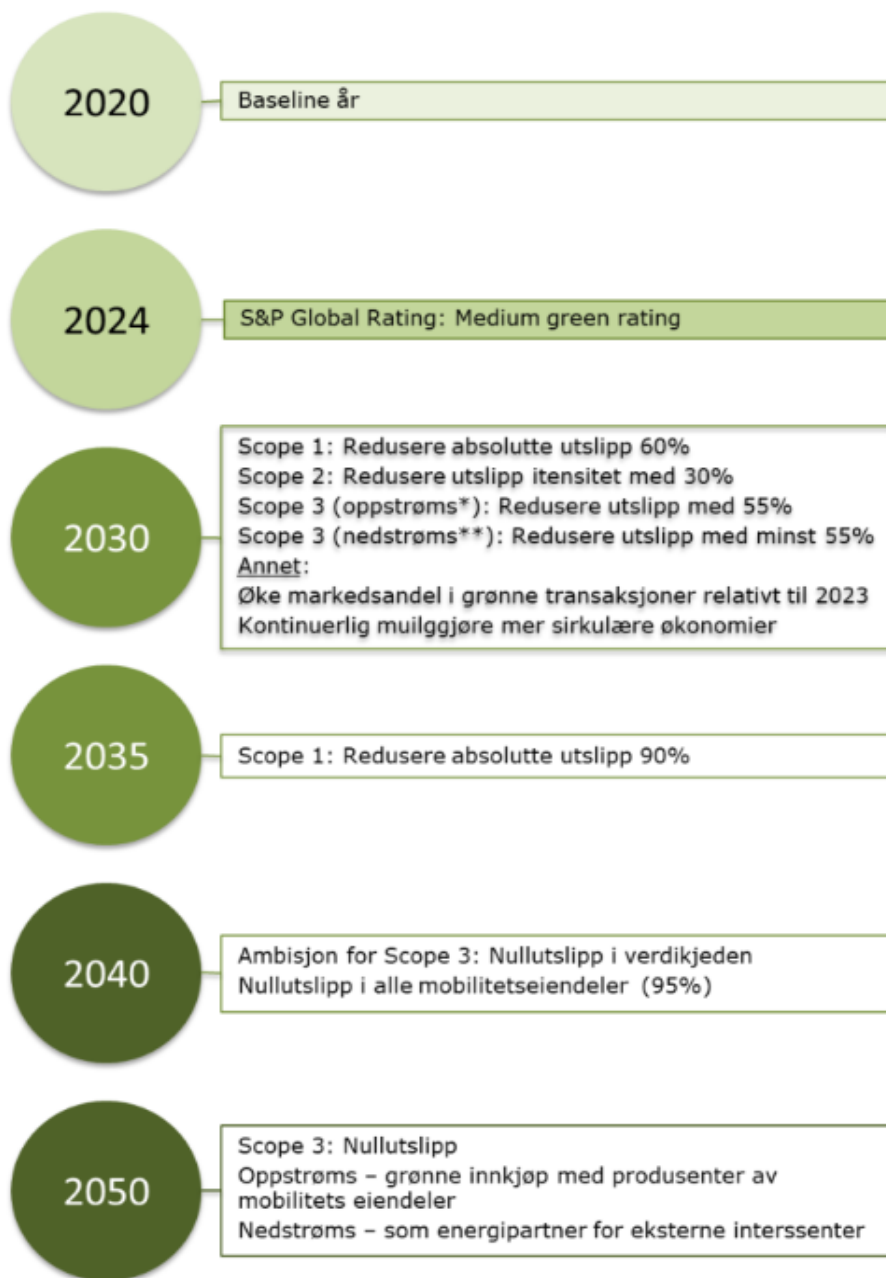 2020
Baseline år
2024
S&P Global Rating: Medium green rating
2030
Scope 1: Redusere absolutte utslipp 60%
Scope 2: Redusere utslipp itensitet med 30%
Scope 3 (oppstrøms*): Redusere utslipp med 55%
Scope 3 (nedstrøms**): Redusere utslipp med minst 55%
Annet:
Øke markedsandel i grønne transaksjoner relativt til 2023
Kontinuerlig muilggjøre mer sirkulære økonomier
2035
Scope 1: Redusere absolutte utslipp 90%
2040
Ambisjon for Scope 3: Nullutslipp i verdikjeden
Nullutslipp i alle mobilitetseiendeler (95%)
2050
Scope 3: Nullutslipp
Oppstrøms – grønne innkjøp med produsenter av
mobilitets eiendeler
Nedstrøms – som energipartner for eksterne interssenter